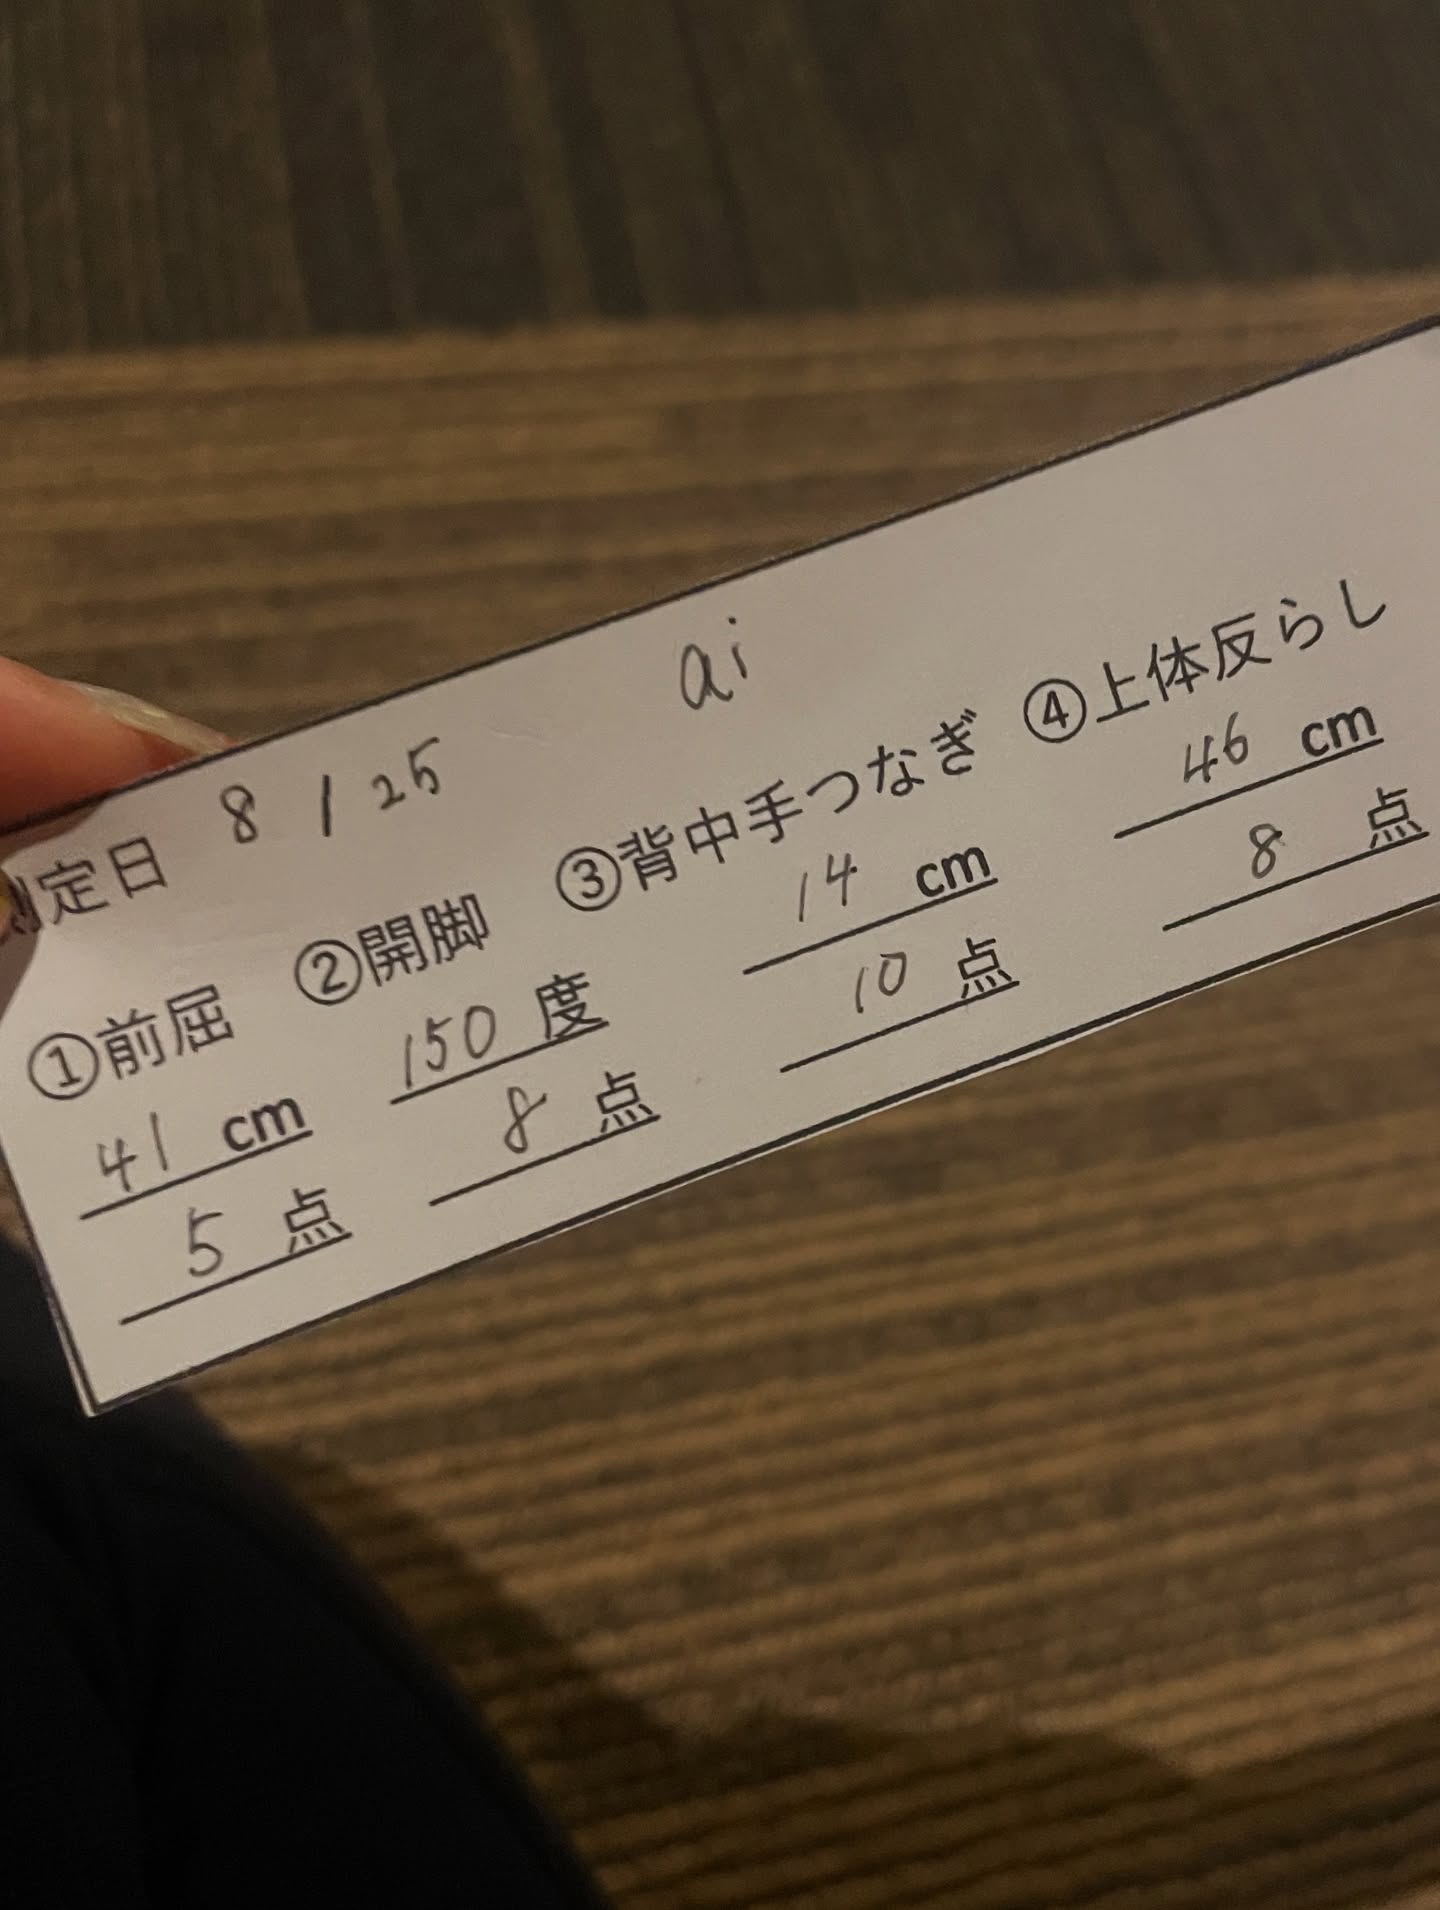 ai
測定日 8 / 25
①前屈 ②開脚 ③背中手つなぎ ④上体反らし
41 cm 150 度 14 cm 46 cm
5 点 8 点 10 点 8 点